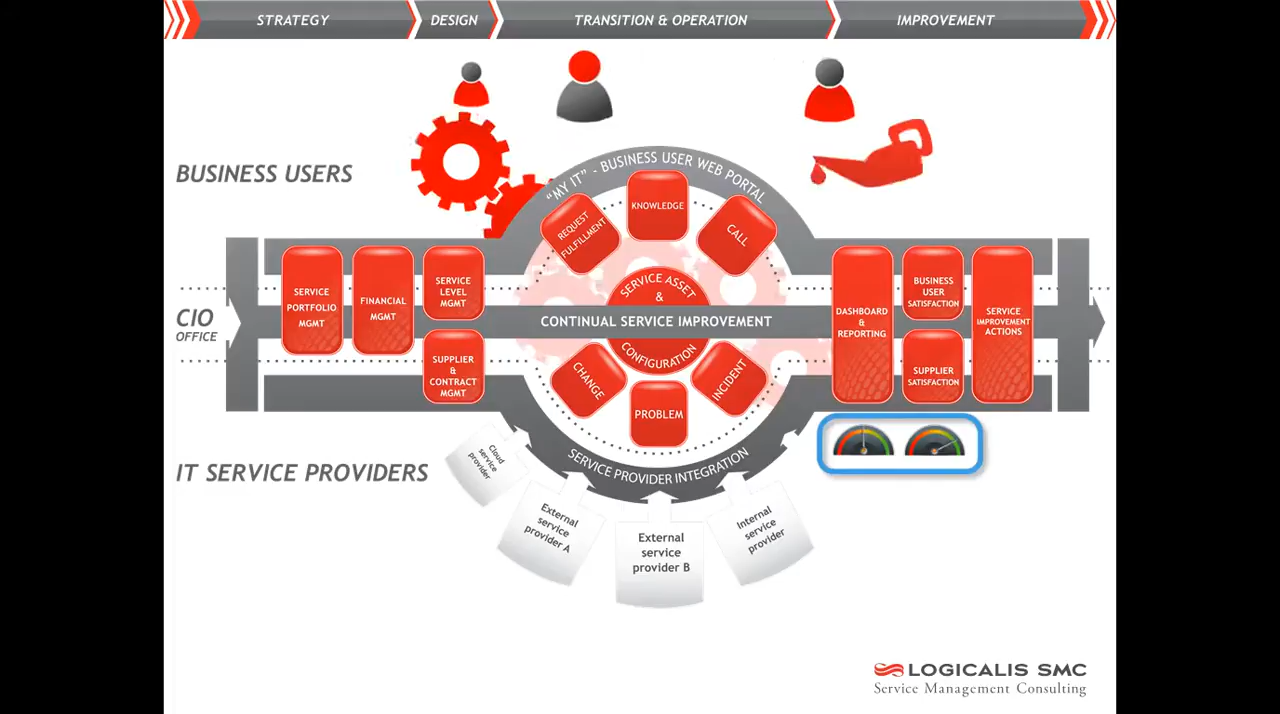 STRATEGY
DESIGN
TRANSITION & OPERATION
IMPROVEMENT
BUSINESS USERS
"MY IT" - BUSINESS USER WEB PORTAL
REQUEST
FULFILLMENT
KNOWLEDGE
CALL
SERVICE
PORTFOLIO
MGMT
FINANCIAL
MGMT
SERVICE
LEVEL
MGMT
SUPPLIER
&
CONTRACT
MGMT
CIO
OFFICE
SERVICE ASSET
&
CONTINUAL SERVICE IMPROVEMENT
CONFIGURATION
CHANGE
PROBLEM
INCIDENT
DASHBOARD
&
REPORTING
BUSINESS
USER
SATISFACTION
SUPPLIER
SATISFACTION
SERVICE
IMPROVEMENT
ACTIONS
IT SERVICE PROVIDERS
SERVICE PROVIDER INTEGRATION
Cloud
service
provider
External
service
provider A
External
service
provider B
Internal
service
provider
LOGICALIS SMC
Service Management Consulting